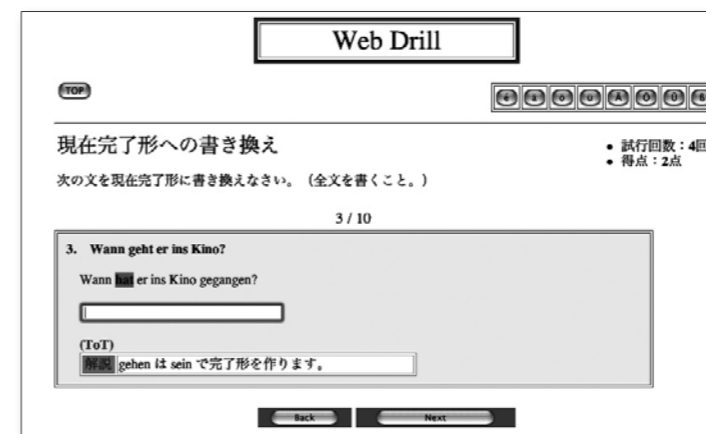 Web Drill
TOP
現在完了形への書き換え
• 試行回数：4回
• 得点：2点
次の文を現在完了形に書き換えなさい。（全文を書くこと。）
3 / 10
3. Wann geht er ins Kino?
Wann hat er ins Kino gegangen?
(ToT)
解説 gehen は sein で完了形を作ります。
Back Next